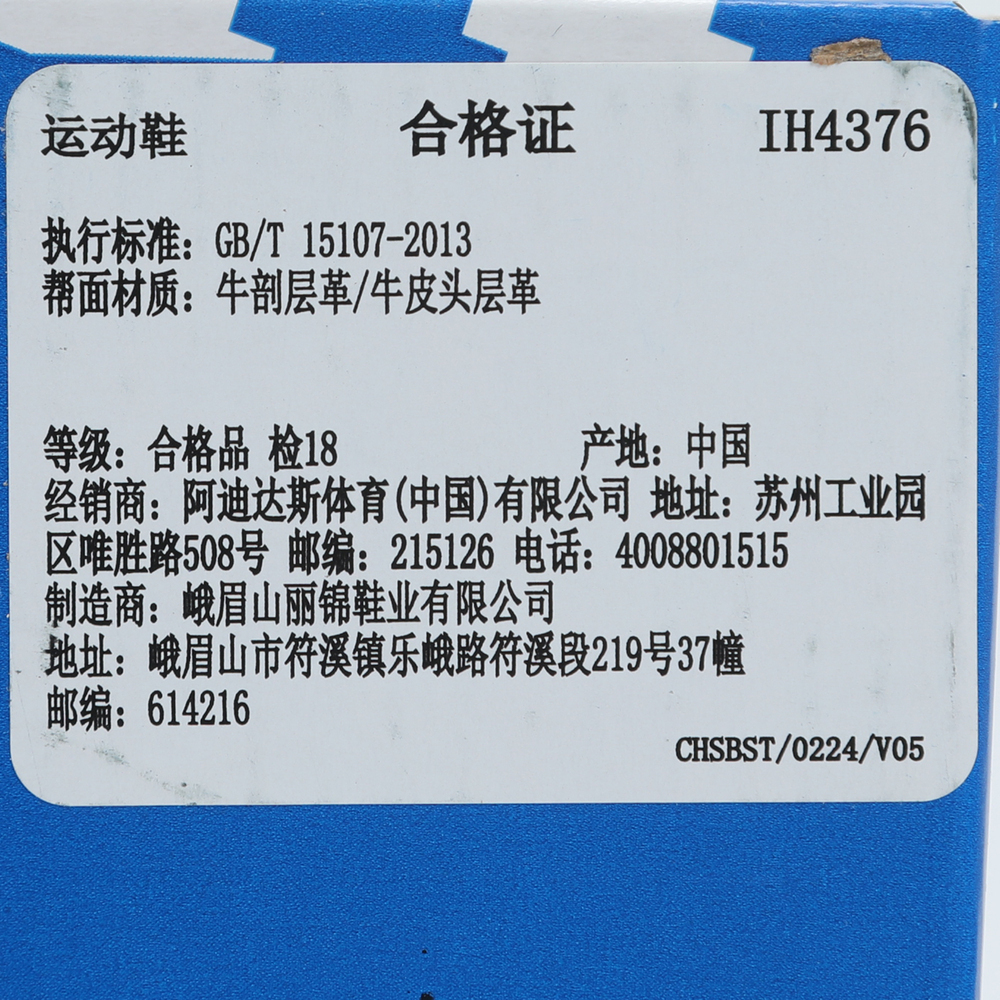 运动鞋 合格证 IH4376
执行标准：GB/T 15107-2013
帮面材质：牛剖层革/牛皮头层革
等级：合格品 检18 产地：中国
经销商：阿迪达斯体育(中国)有限公司 地址：苏州工业园
区唯胜路508号 邮编：215126 电话：4008801515
制造商：峨眉山丽锦鞋业有限公司
地址：峨眉山市符溪镇乐峨路符溪段219号37幢
邮编：614216
CHSBST/0224/V05